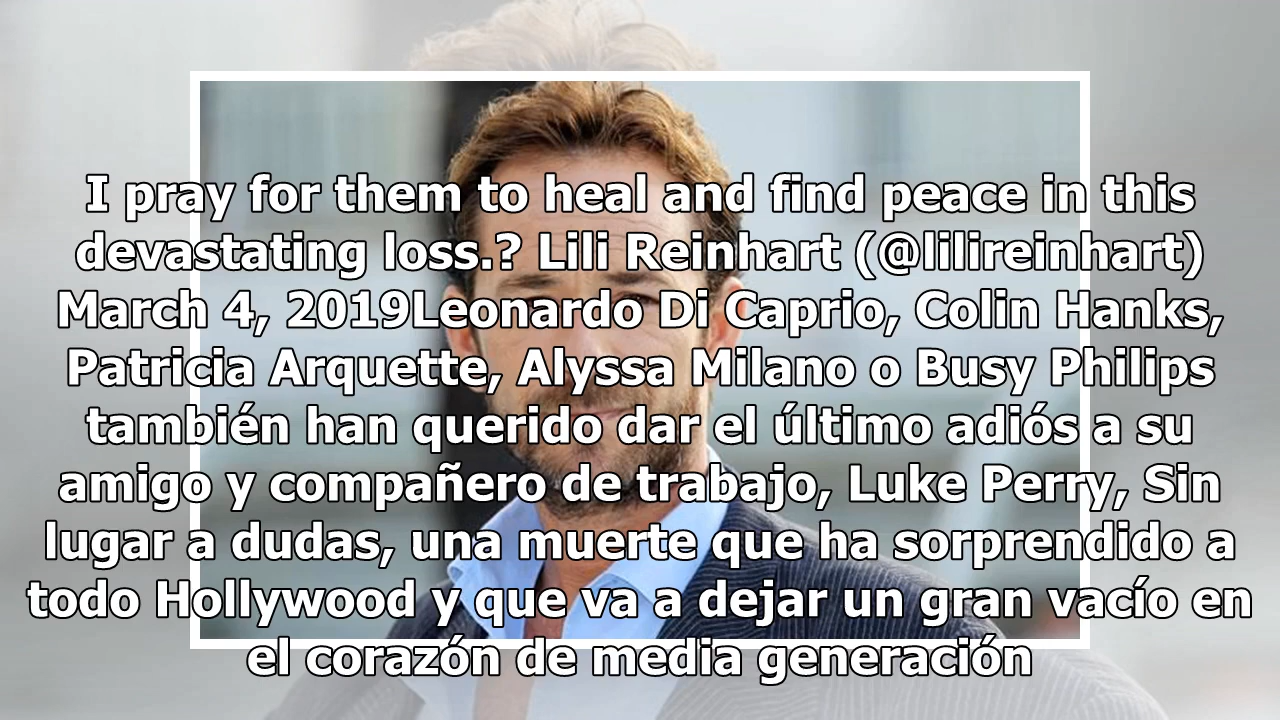 I pray for them to heal and find peace in this
devastating loss.? Lili Reinhart (@lilireinhart)
March 4, 2019Leonardo Di Caprio, Colin Hanks,
Patricia Arquette, Alyssa Milano o Busy Philips
también han querido dar el último adiós a su
amigo y compañero de trabajo, Luke Perry, Sin
lugar a dudas, una muerte que ha sorprendido a
todo Hollywood y que va a dejar un gran vacío en
el corazón de media generación